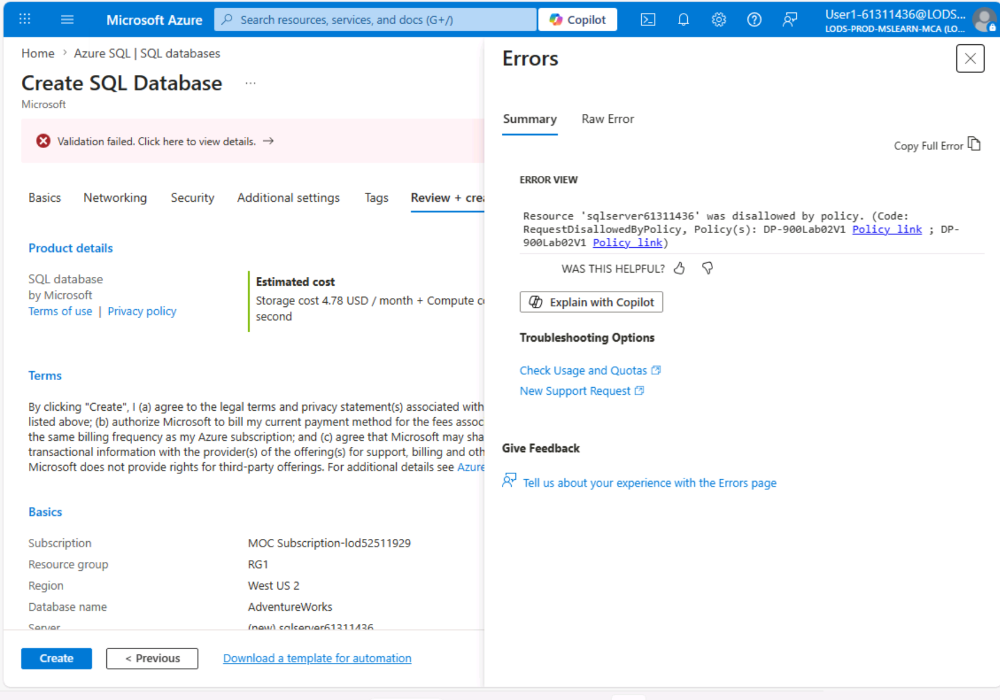 Microsoft Azure
Search resources, services, and docs (G+/)
Copilot
User1-61311436@LODS...
LODS-PROD-MSLEARN-MCA (LO...
Home > Azure SQL | SQL databases
Create SQL Database ...
Microsoft
Validation failed. Click here to view details. →
Basics
Networking
Security
Additional settings
Tags
Review + crea
Product details
SQL database
by Microsoft
Terms of use | Privacy policy
Estimated cost
Storage cost 4.78 USD / month + Compute co
second
Terms
By clicking "Create", I (a) agree to the legal terms and privacy statement(s) associated with
listed above; (b) authorize Microsoft to bill my current payment method for the fees assoc
the same billing frequency as my Azure subscription; and (c) agree that Microsoft may sha
transactional information with the provider(s) of the offering(s) for support, billing and oth
Microsoft does not provide rights for third-party offerings. For additional details see Azure
Basics
Subscription
MOC Subscription-lod52511929
Resource group
RG1
Region
West US 2
Database name
AdventureWorks
Server
(new) sqlserver61311436
Create
< Previous
Download a template for automation
Errors
Summary
Raw Error
Copy Full Error
ERROR VIEW
Resource 'sqlserver61311436' was disallowed by policy. (Code:
RequestDisallowedByPolicy, Policy(s): DP-900Lab02V1 Policy link ; DP-
900Lab02V1 Policy link)
WAS THIS HELPFUL?
Explain with Copilot
Troubleshooting Options
Check Usage and Quotas
New Support Request
Give Feedback
Tell us about your experience with the Errors page